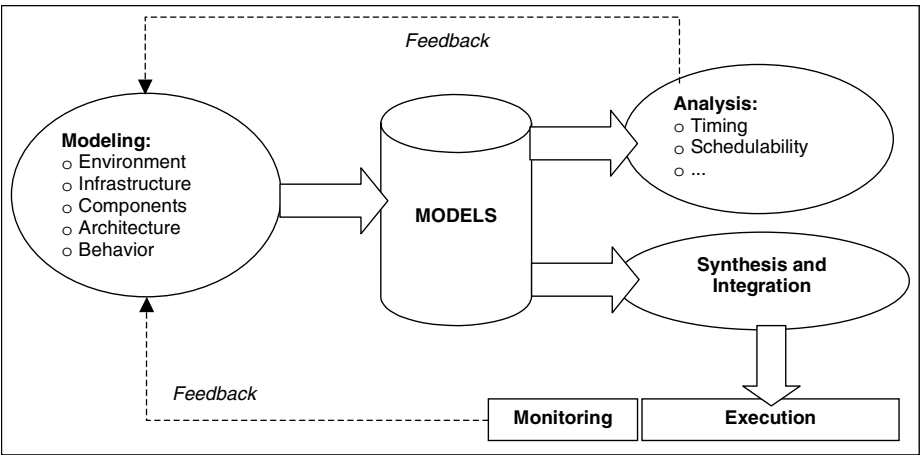 Feedback
Modeling:
o Environment
o Infrastructure
o Components
o Architecture
o Behavior
MODELS
Analysis:
o Timing
o Schedulability
o ...
Synthesis and
Integration
Feedback
Monitoring
Execution